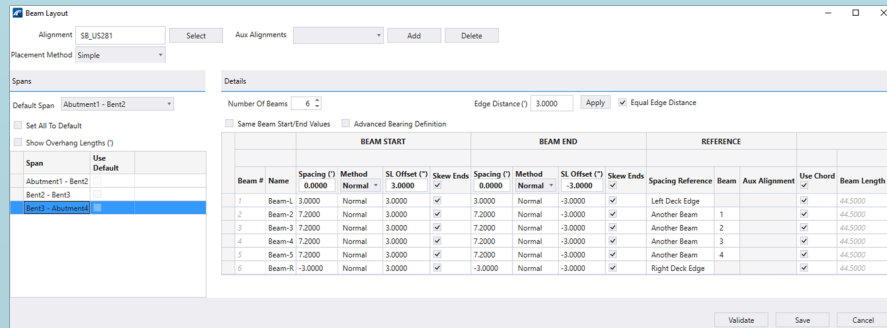 Beam Layout
Alignment SB_US281 Select Aux Alignments Add Delete
Placement Method Simple
Spans
Details
Default Span Abutment1 - Bent2
Number Of Beams 6 Edge Distance (') 3.0000 Apply Equal Edge Distance
Set All To Default
Same Beam Start/End Values Advanced Bearing Definition
Show Overhang Lengths (')
Span Use Default
Abutment1 - Bent2
Bent2 - Bent3
Bent3 - Abutment4
BEAM START BEAM END REFERENCE
Beam # Name Spacing (') Method SL Offset (") Skew Ends Spacing (') Method SL Offset (") Skew Ends Spacing Reference Beam Aux Alignment Use Chord Beam Length
0.0000 Normal 3.0000 0.0000 Normal -3.0000
1 Beam-L 3.0000 Normal 3.0000 3.0000 Normal -3.0000 Left Deck Edge 44.5000
2 Beam-2 7.2000 Normal 3.0000 7.2000 Normal -3.0000 Another Beam 1 44.5000
3 Beam-3 7.2000 Normal 3.0000 7.2000 Normal -3.0000 Another Beam 2 44.5000
4 Beam-4 7.2000 Normal 3.0000 7.2000 Normal -3.0000 Another Beam 3 44.5000
5 Beam-5 7.2000 Normal 3.0000 7.2000 Normal -3.0000 Another Beam 4 44.5000
6 Beam-R -3.0000 Normal 3.0000 -3.0000 Normal -3.0000 Right Deck Edge 44.5000
Validate Save Cancel